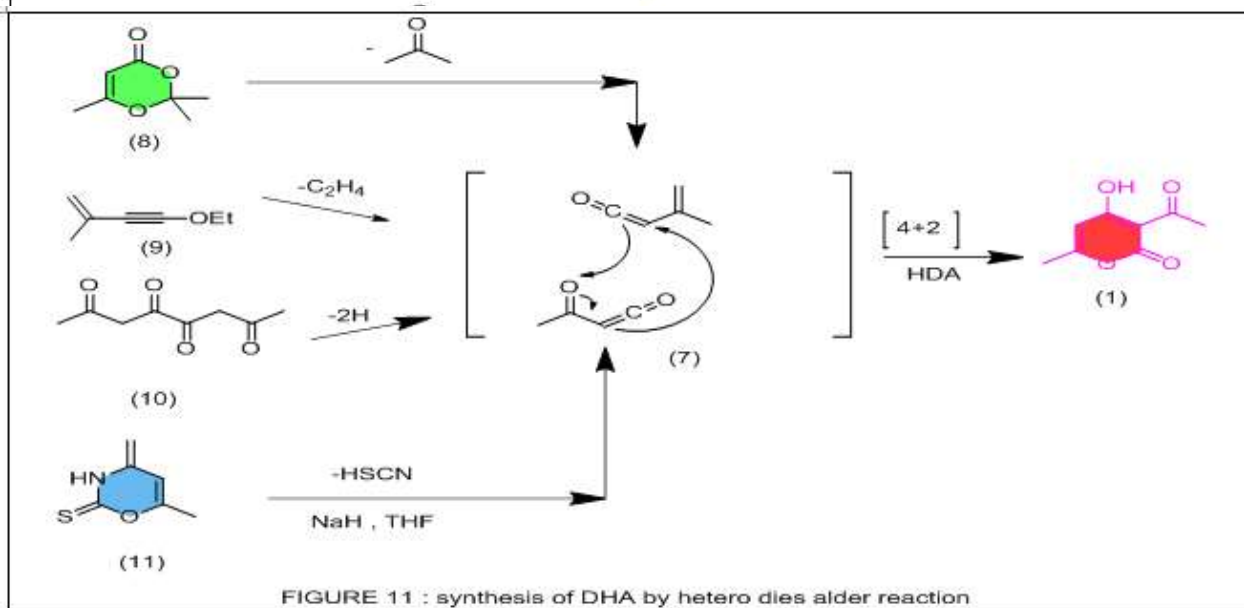 O
O
O
O
(8)
-
O
-C₂H₄
OEt
(9)
O
O
O
O
(10)
-2H
HN
S
O
(11)
-HSCN
NaH , THF
O
C
O
C
O
(7)
[ 4+2 ]
HDA
OH
O
O
O
(1)
FIGURE 11 : synthesis of DHA by hetero dies alder reaction